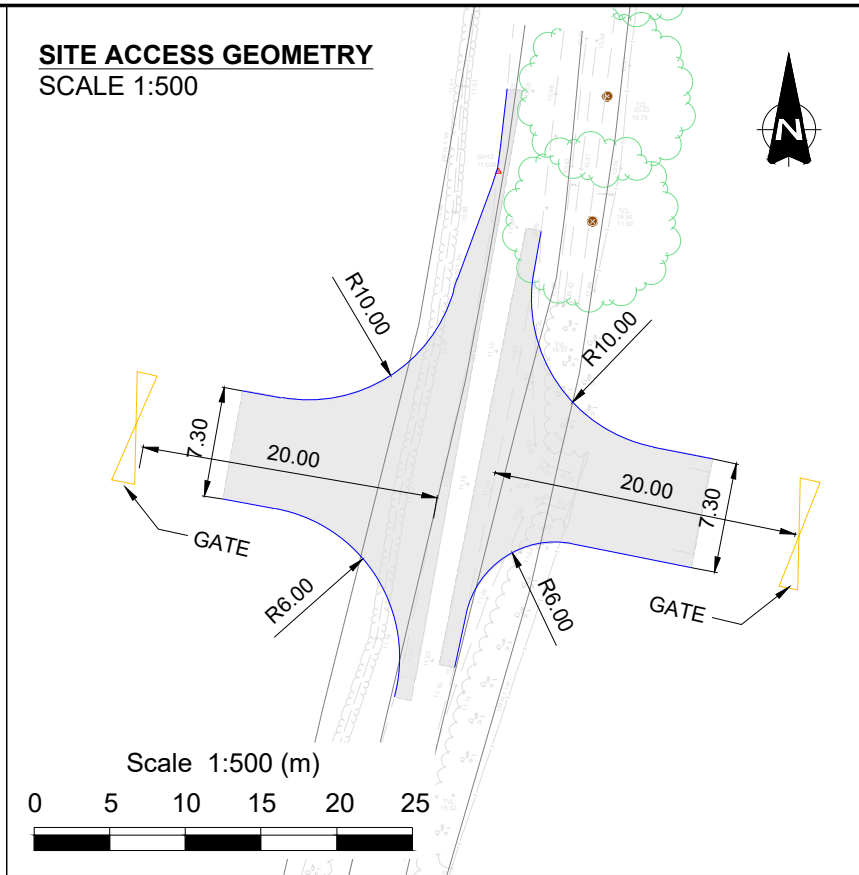 SITE ACCESS GEOMETRY
SCALE 1:500
N
R10.00
R10.00
7.30
20.00
20.00
7.30
GATE
R6.00
R6.00
GATE
Scale 1:500 (m)
0 5 10 15 20 25